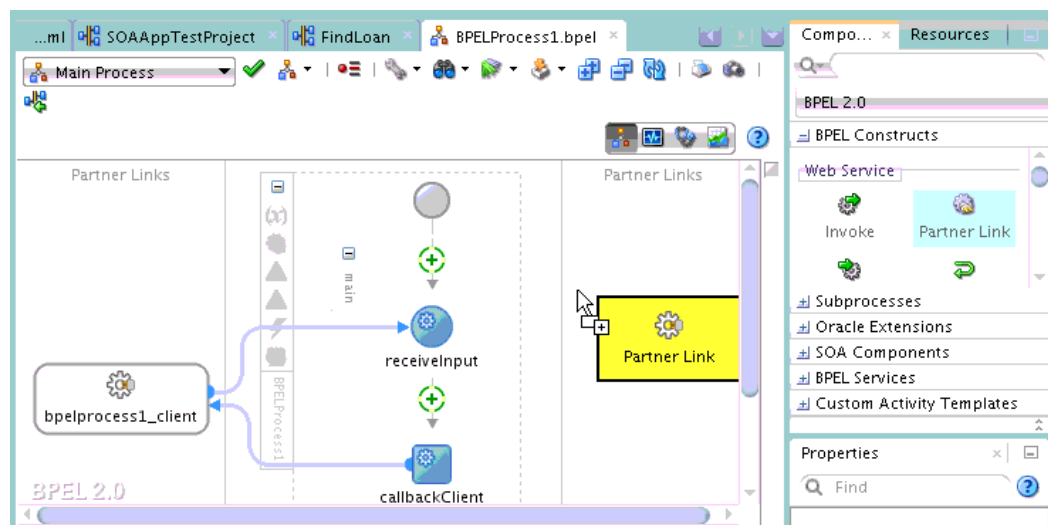 ...ml SOAAppTestProject FindLoan BPELProcess1.bpel
Compo... Resources
Main Process
BPEL 2.0
BPEL Constructs
Partner Links
Partner Links
Web Service
(x)
Invoke
Partner Link
main
Subprocesses
Oracle Extensions
Partner Link
receiveInput
SOA Components
BPEL Services
bpelprocess1_client
BPELProcess1
Custom Activity Templates
Properties
Find
BPEL 2.0
callbackClient